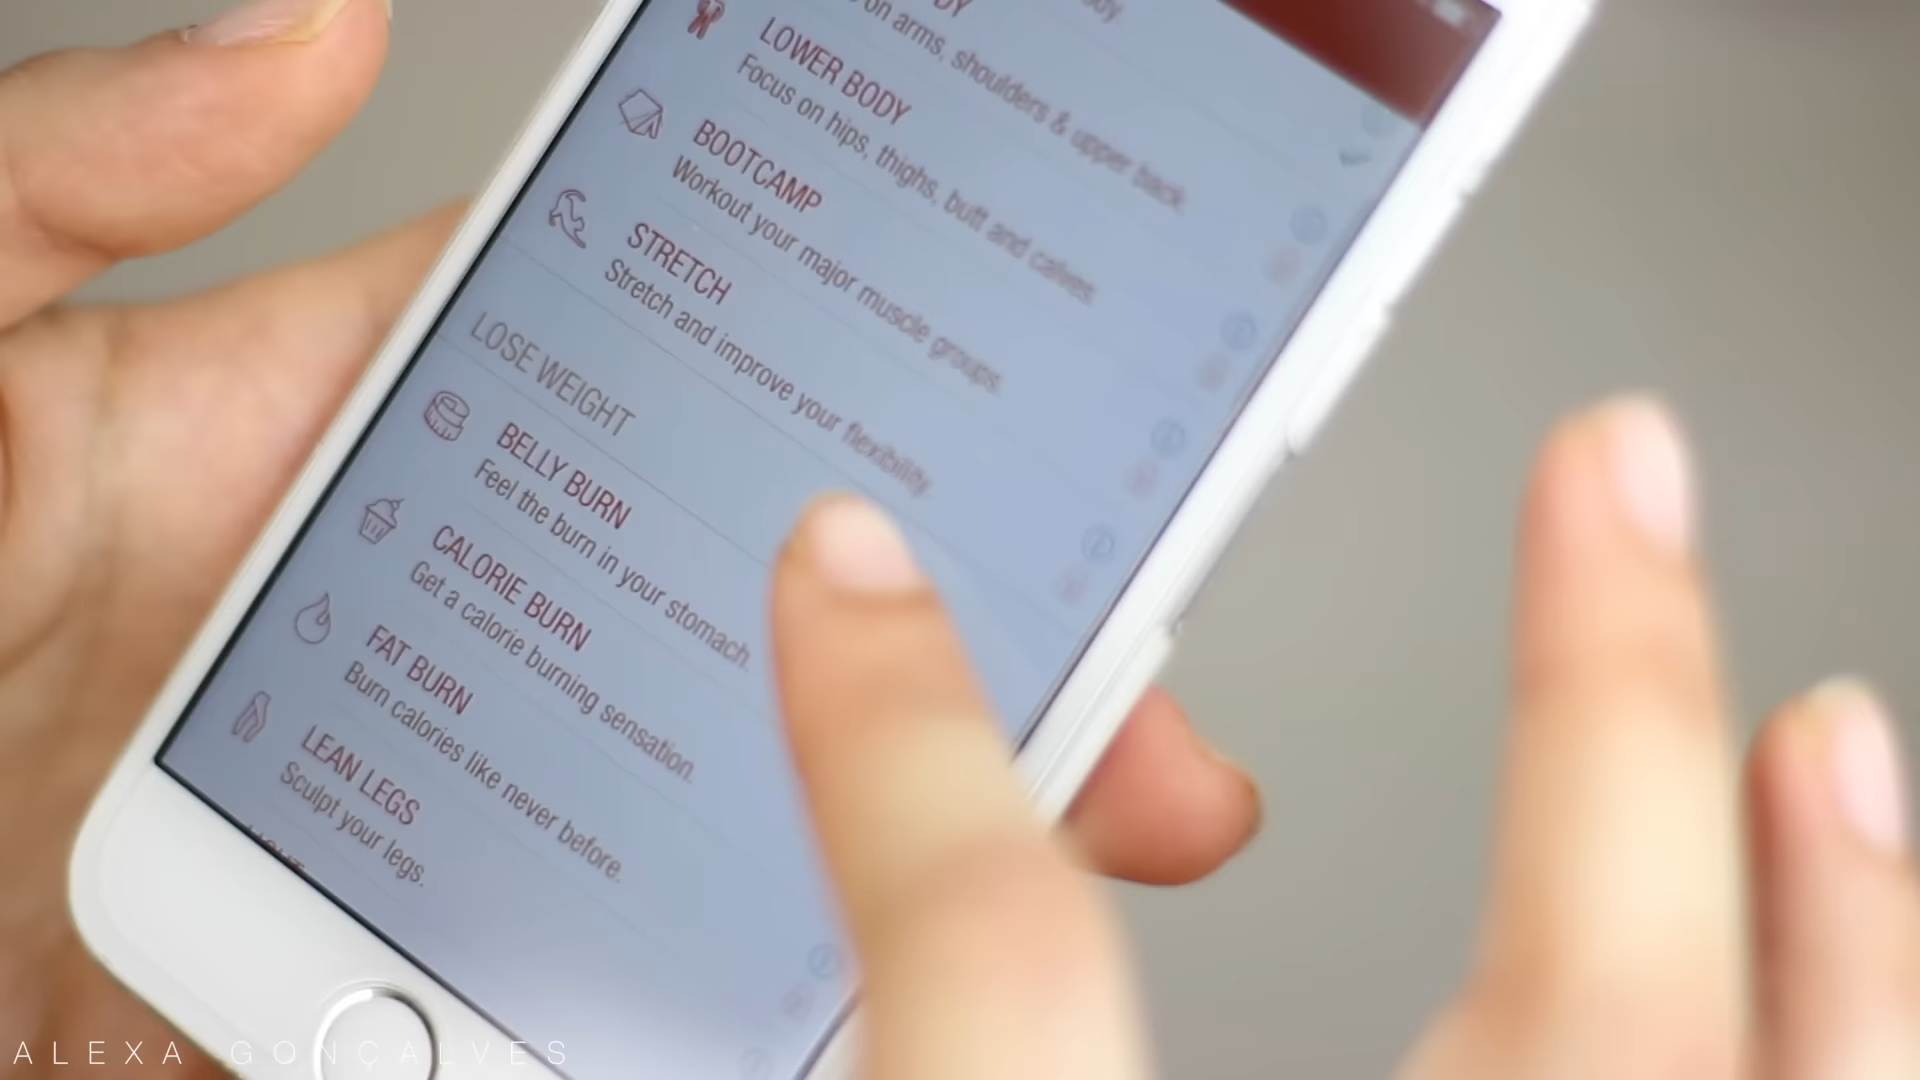 on arms, shoulders & upper back.
LOWER BODY
Focus on hips, thighs, butt and calves.
BOOTCAMP
Workout your major muscle groups.
STRETCH
Stretch and improve your flexibility.
LOSE WEIGHT
BELLY BURN
Feel the burn in your stomach.
CALORIE BURN
Get a calorie burning sensation.
FAT BURN
Burn calories like never before.
LEAN LEGS
Sculpt your legs.
ALEXA GONÇALVES